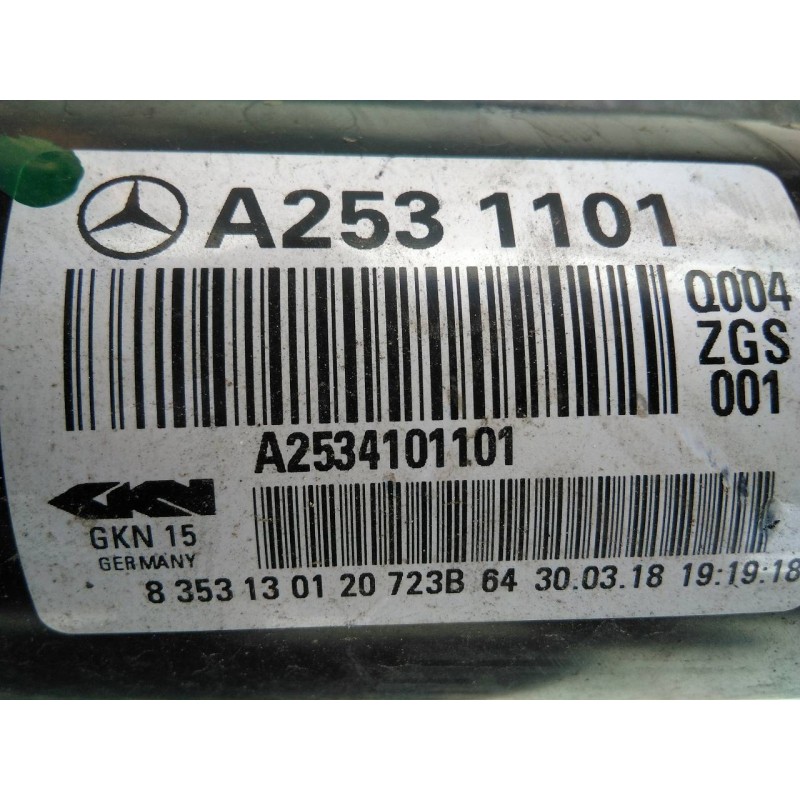 A253 1101
Q004
ZGS
001
A2534101101
GKN
GKN 15
GERMANY
8 353 13 01 20 723B 64 30.03.18 19:19:18